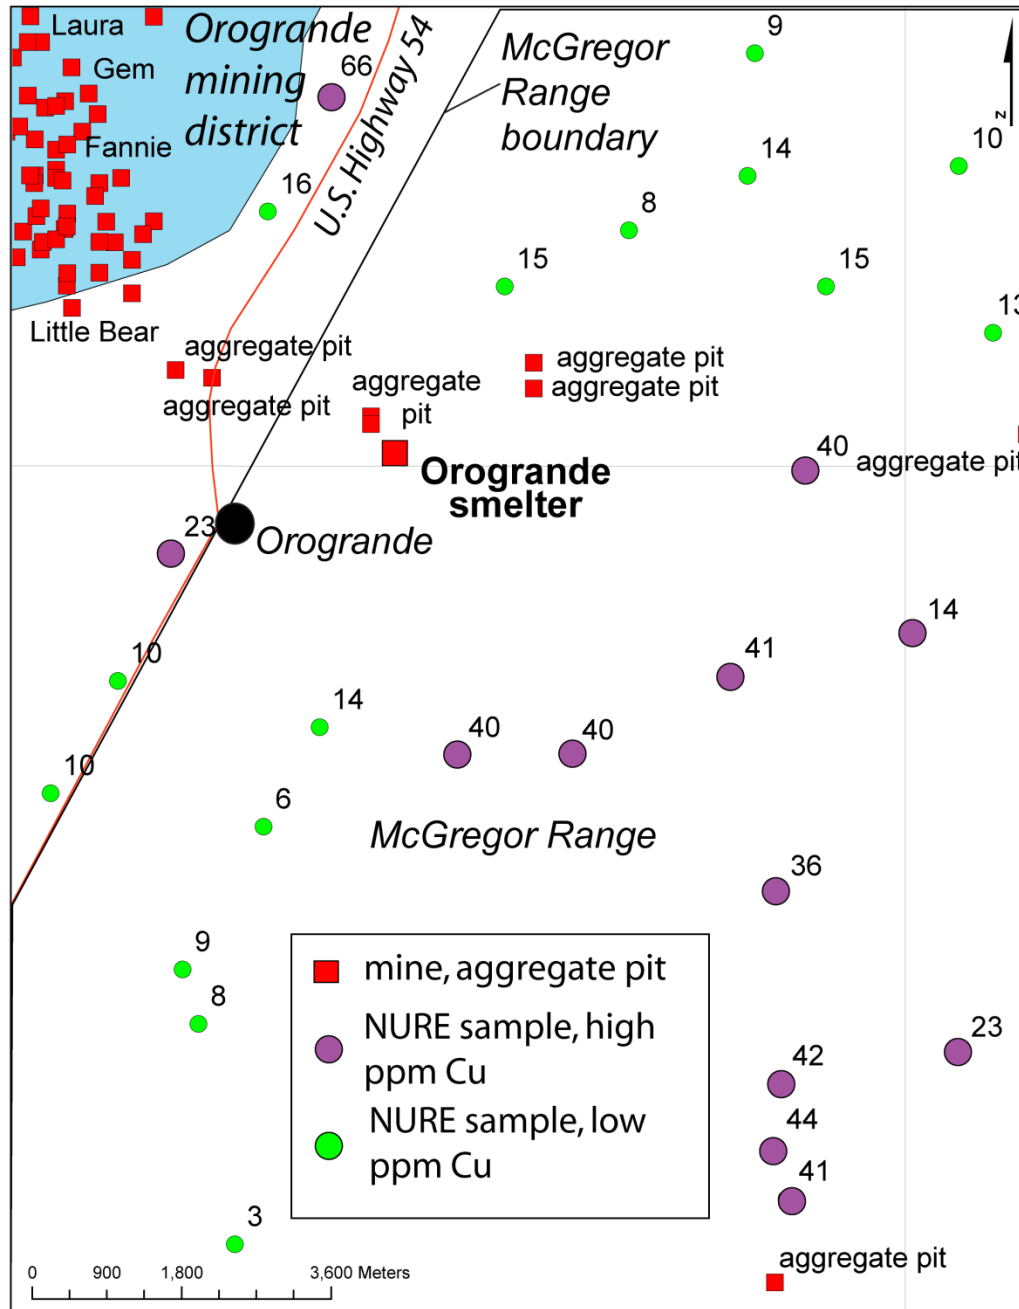 Laura
Orogrande
mining
district
66
U.S. Highway 54
McGregor
Range
boundary
9
z
Gem
14
10
Fannie
16
8
15
15
13
Little Bear
aggregate pit
aggregate pit
aggregate
pit
aggregate pit
aggregate pit
40
aggregate pit
Orogrande
smelter
23
Orogrande
14
10
41
14
40
40
10
6
McGregor Range
36
9
8
mine, aggregate pit
NURE sample, high
ppm Cu
NURE sample, low
ppm Cu
23
42
44
41
3
aggregate pit
0 900 1,800 3,600 Meters